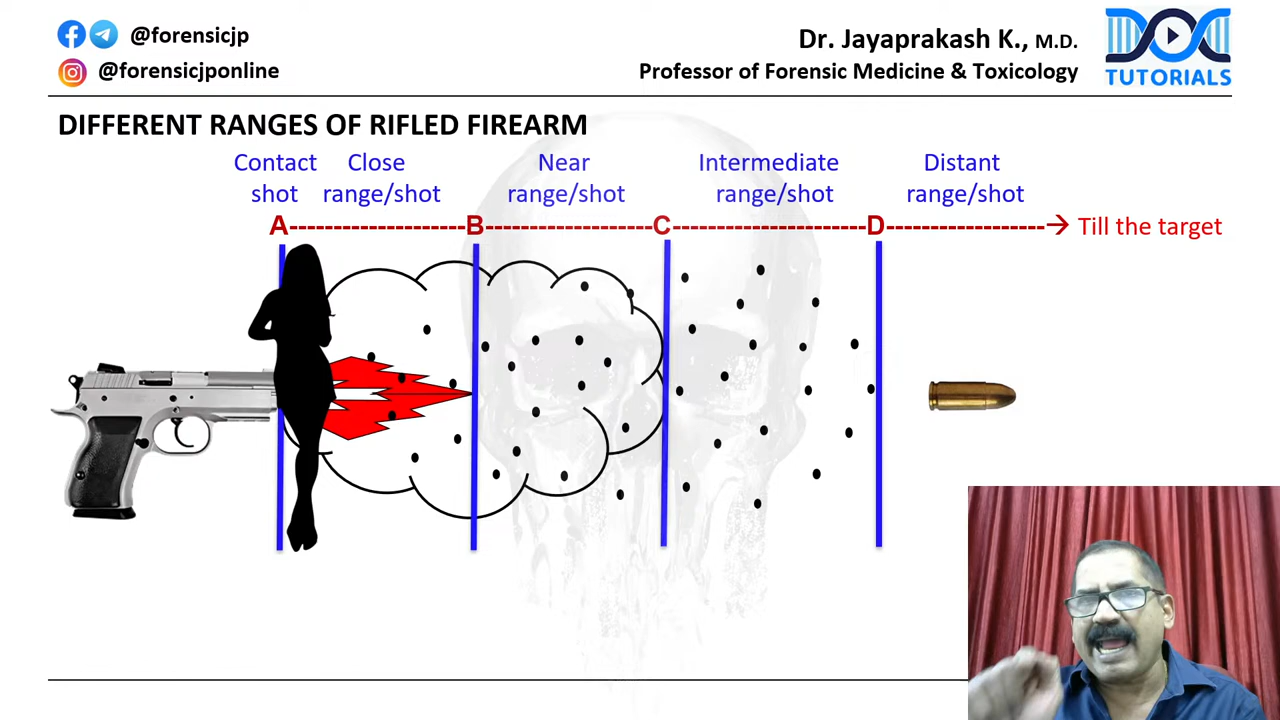 @forensicjp
@forensicjponline
Dr. Jayaprakash K., M.D.
Professor of Forensic Medicine & Toxicology
TUTORIALS
DIFFERENT RANGES OF RIFLED FIREARM
Contact shot
Close range/shot
Near range/shot
Intermediate range/shot
Distant range/shot
A B C D → Till the target